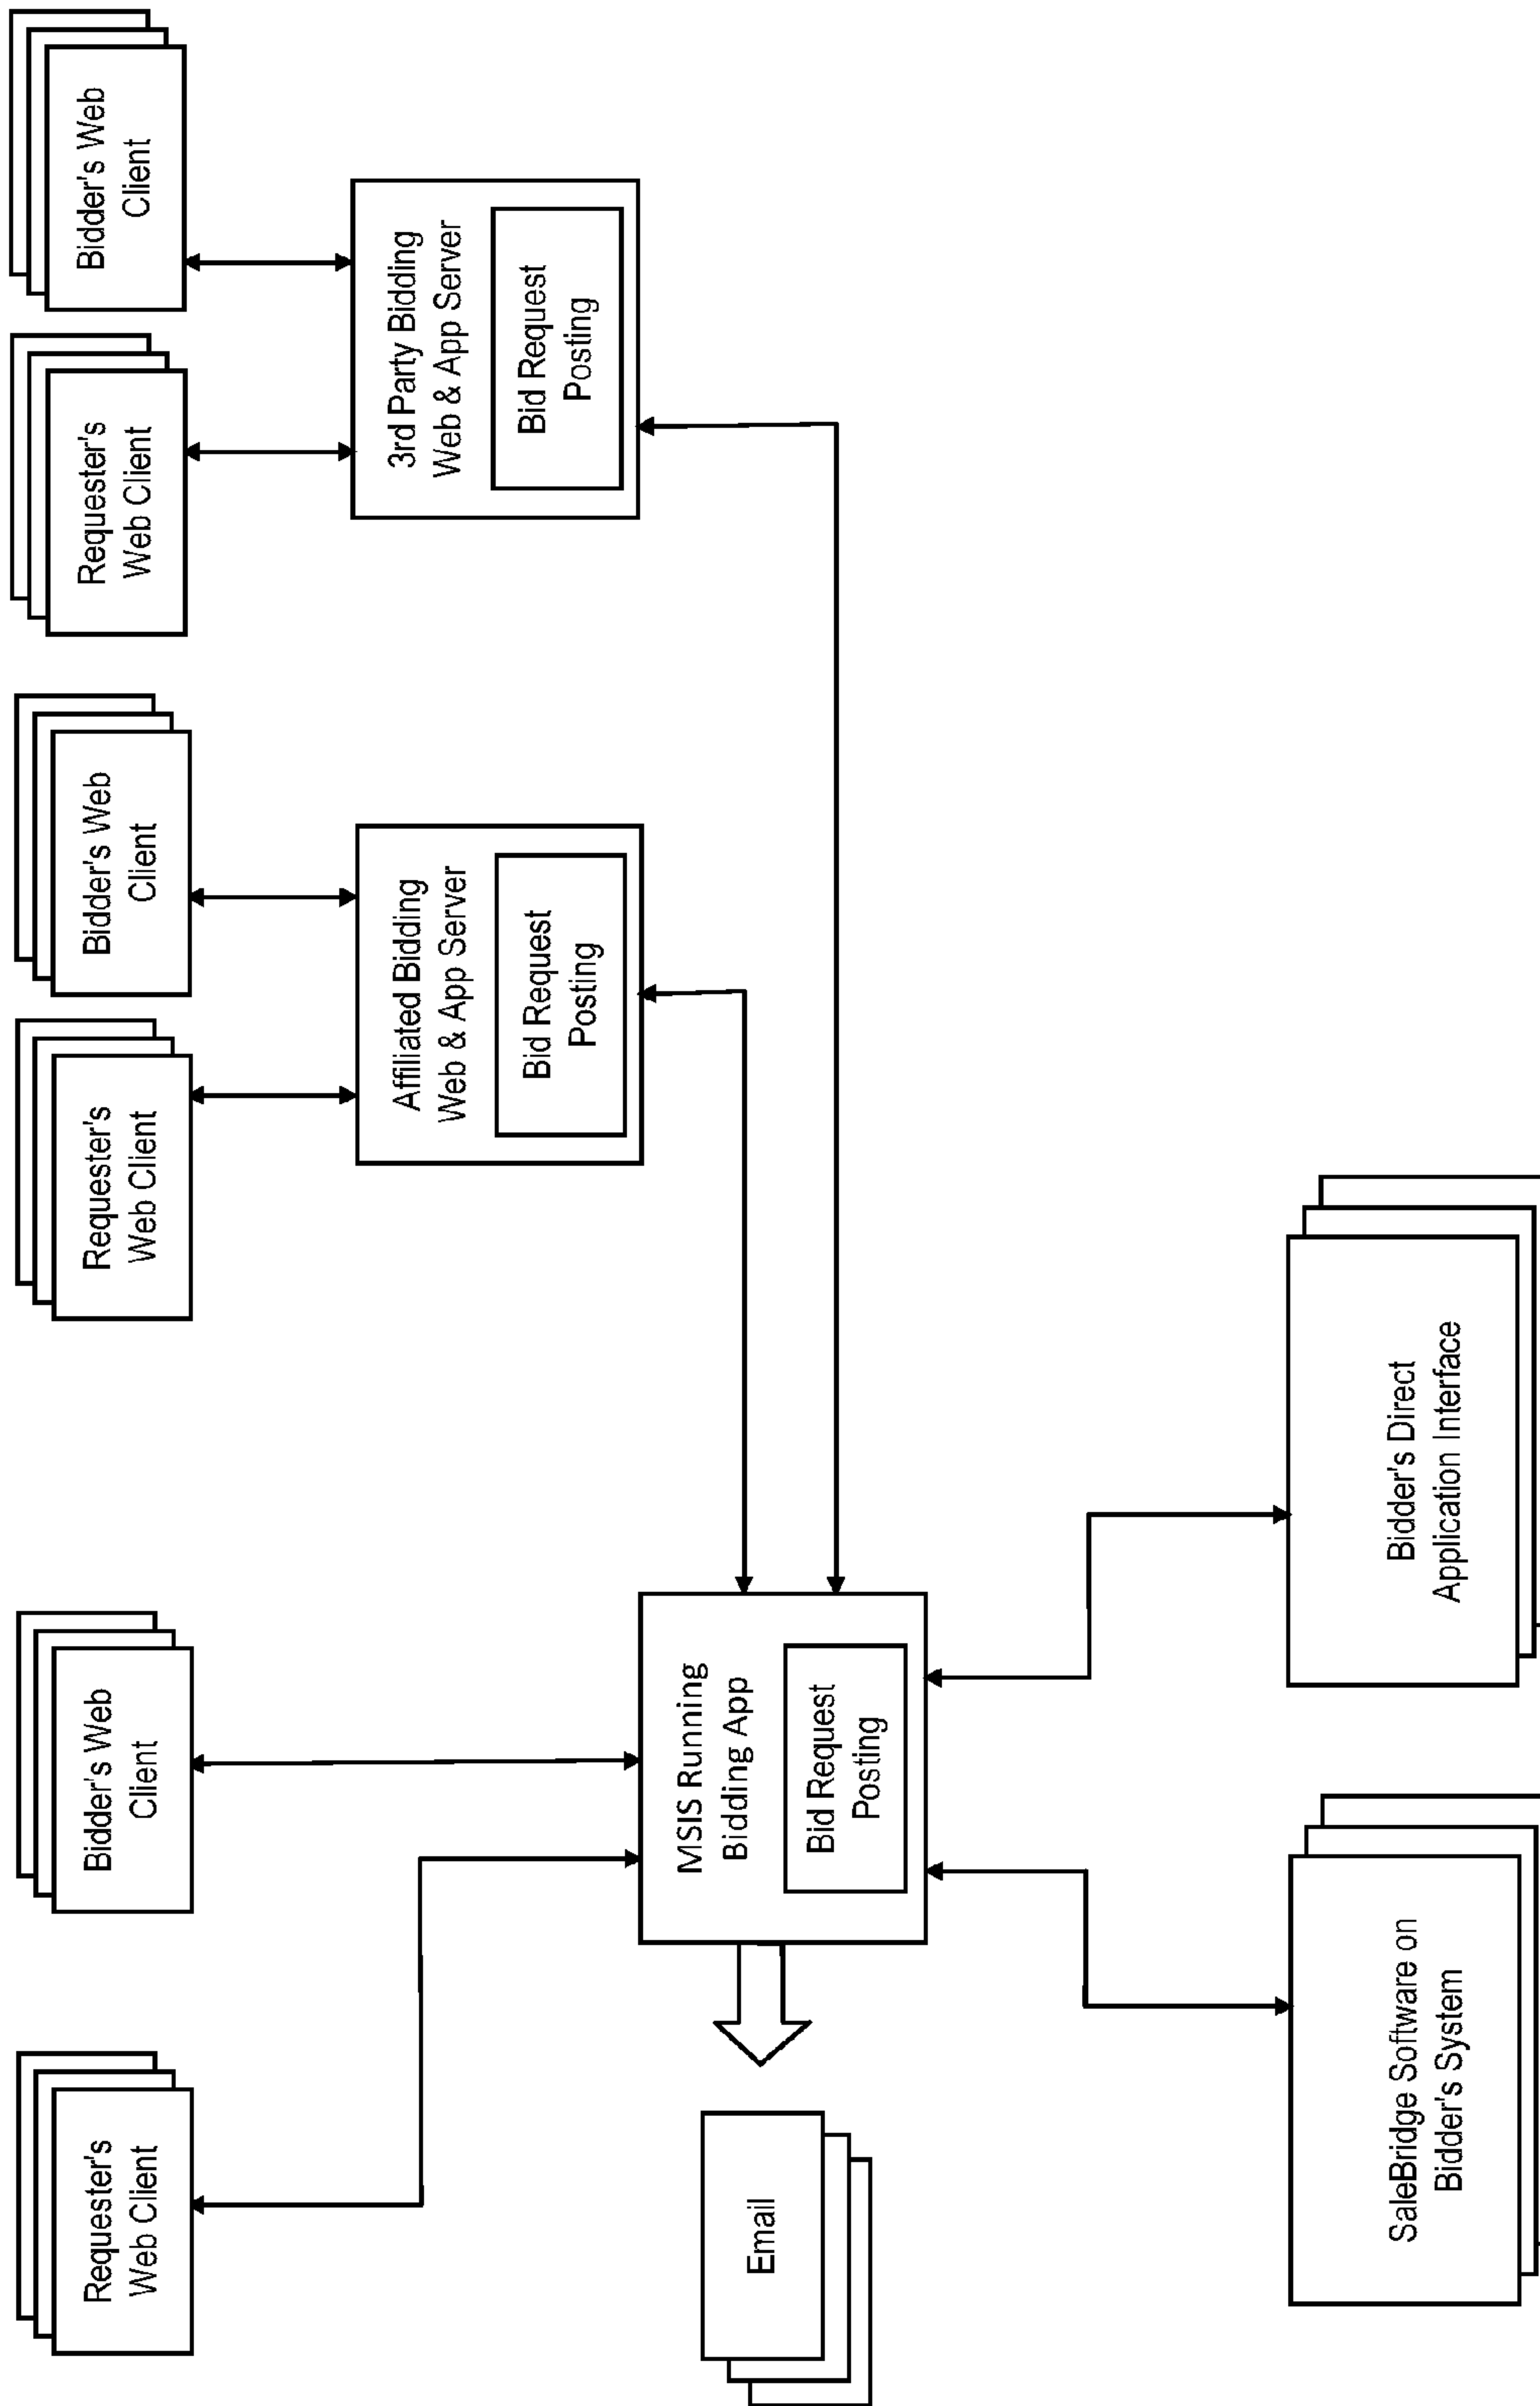 Requester's
Web Client
Bidder's Web
Client
Requester's
Web Client
Bidder's Web
Client
Requester's
Web Client
Bidder's Web
Client
Affiliated Bidding
Web & App Server
Bid Request
Posting
3rd Party Bidding
Web & App Server
Bid Request
Posting
Email
MSIS Running
Bidding App
Bid Request
Posting
SaleBridge Software on
Bidder's System
Bidder's Direct
Application Interface